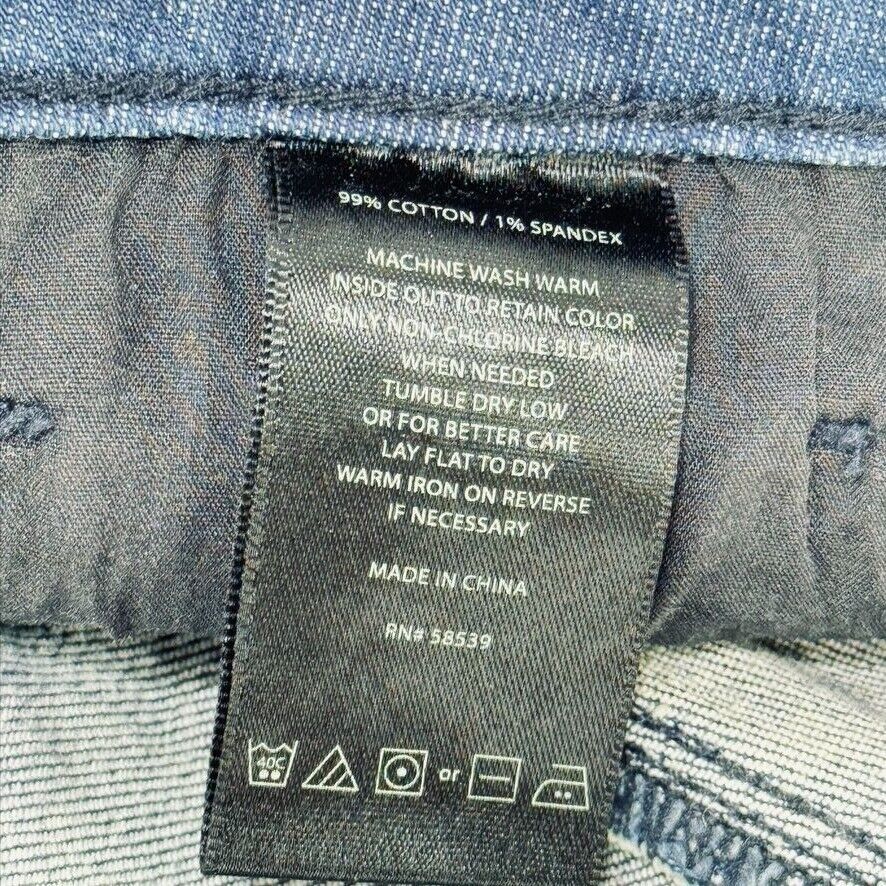 99% COTTON / 1% SPANDEX
MACHINE WASH WARM
INSIDE OUT TO RETAIN COLOR
ONLY NON-CHLORINE BLEACH
WHEN NEEDED
TUMBLE DRY LOW
OR FOR BETTER CARE
LAY FLAT TO DRY
WARM IRON ON REVERSE
IF NECESSARY
MADE IN CHINA
RN# 58539
40C or